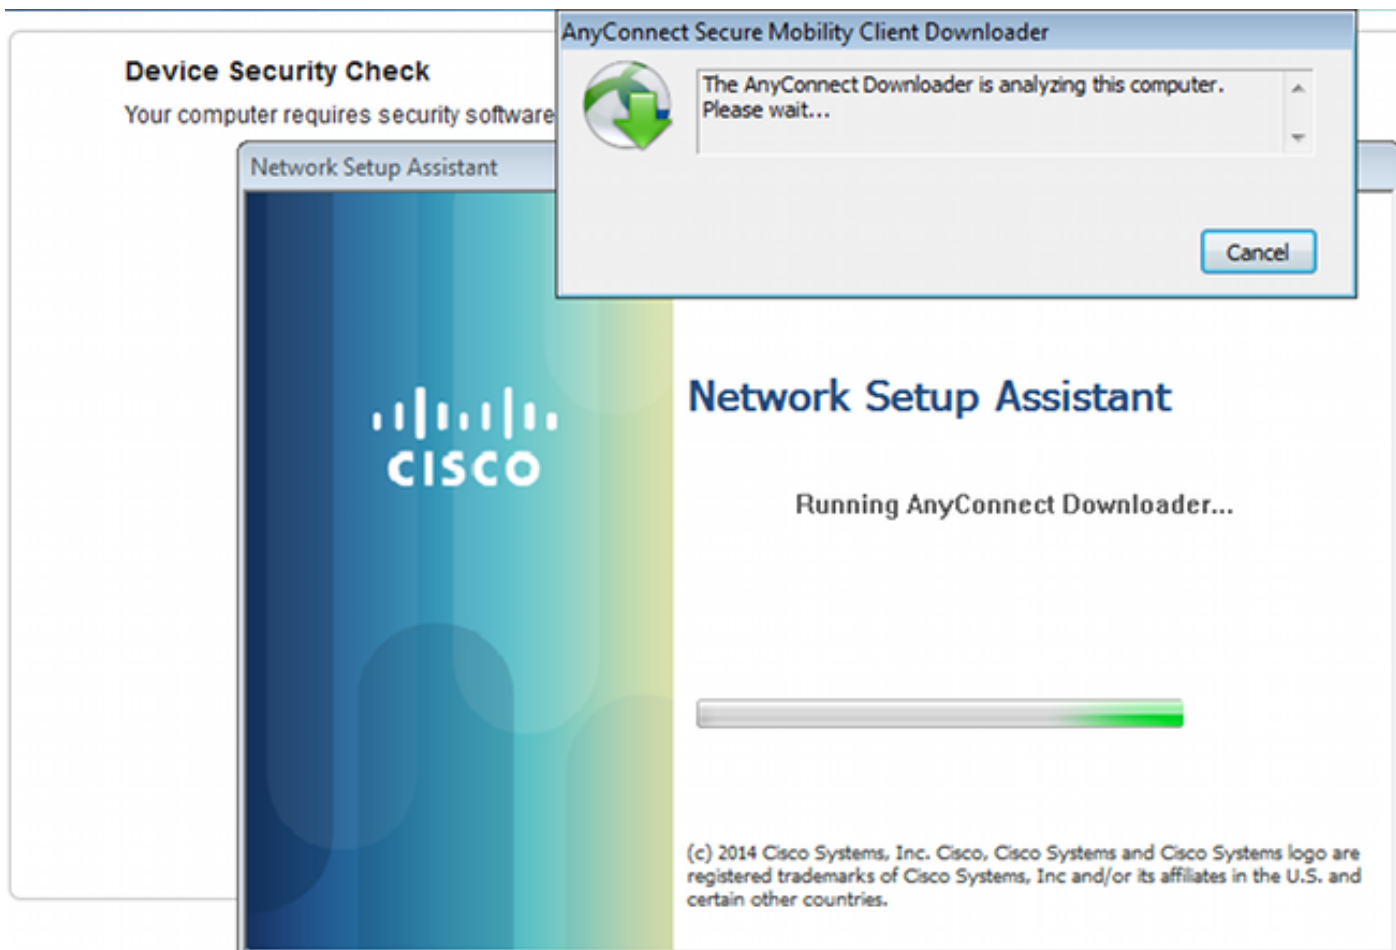 AnyConnect Secure Mobility Client Downloader
The AnyConnect Downloader is analyzing this computer.
Please wait...
Cancel
Device Security Check
Your computer requires security software
Network Setup Assistant
CISCO
Network Setup Assistant
Running AnyConnect Downloader...
(c) 2014 Cisco Systems, Inc. Cisco, Cisco Systems and Cisco Systems logo are
registered trademarks of Cisco Systems, Inc and/or its affiliates in the U.S. and
certain other countries.